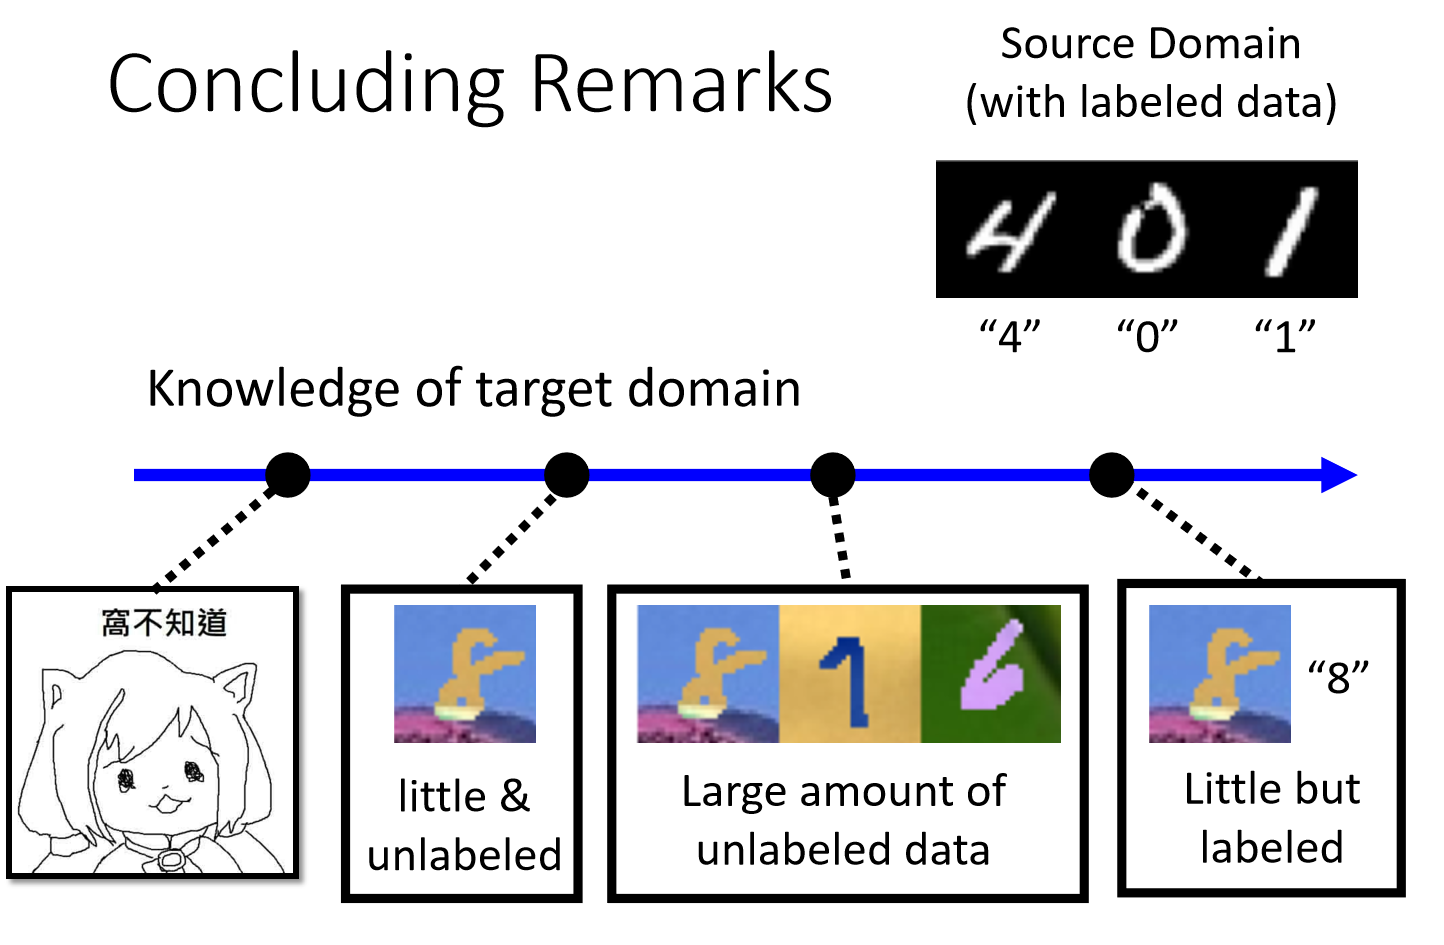 Concluding Remarks
Source Domain
(with labeled data)
“4” “0” “1”
Knowledge of target domain
窩不知道
little &
unlabeled
Large amount of
unlabeled data
“8”
Little but
labeled